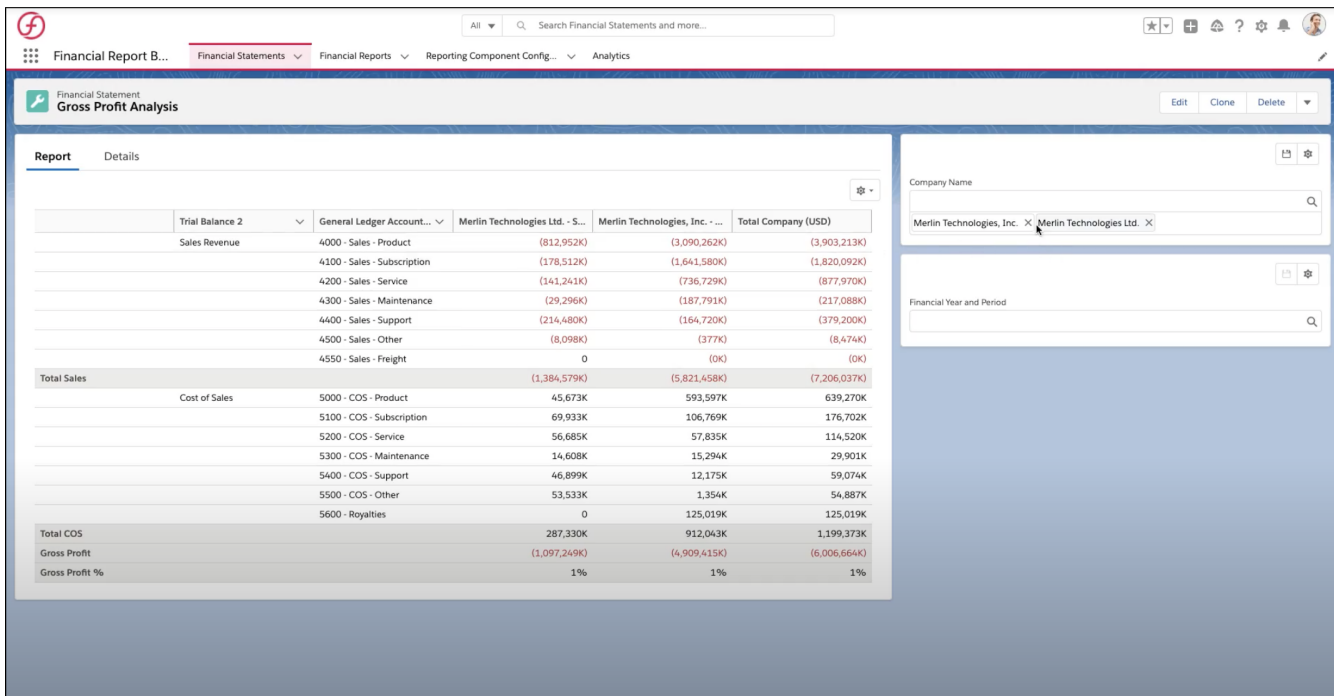 All Search Financial Statements and more...
Financial Report B... Financial Statements Financial Reports Reporting Component Config... Analytics
Financial Statement
Gross Profit Analysis
Edit Clone Delete
Report Details
Trial Balance 2 General Ledger Account... Merlin Technologies Ltd. - S... Merlin Technologies, Inc. - ... Total Company (USD)
Sales Revenue 4000 - Sales - Product (812,952K) (3,090,262K) (3,903,213K)
4100 - Sales - Subscription (178,512K) (1,641,580K) (1,820,092K)
4200 - Sales - Service (141,241K) (736,729K) (877,970K)
4300 - Sales - Maintenance (29,296K) (187,791K) (217,088K)
4400 - Sales - Support (214,480K) (164,720K) (379,200K)
4500 - Sales - Other (8,098K) (377K) (8,474K)
4550 - Sales - Freight 0 (0K) (0K)
Total Sales (1,384,579K) (5,821,458K) (7,206,037K)
Cost of Sales 5000 - COS - Product 45,673K 593,597K 639,270K
5100 - COS - Subscription 69,933K 106,769K 176,702K
5200 - COS - Service 56,685K 57,835K 114,520K
5300 - COS - Maintenance 14,608K 15,294K 29,901K
5400 - COS - Support 46,899K 12,175K 59,074K
5500 - COS - Other 53,533K 1,354K 54,887K
5600 - Royalties 0 125,019K 125,019K
Total COS 287,330K 912,043K 1,199,373K
Gross Profit (1,097,249K) (4,909,415K) (6,006,664K)
Gross Profit % 1% 1% 1%
Company Name
Merlin Technologies, Inc. Merlin Technologies Ltd.
Financial Year and Period